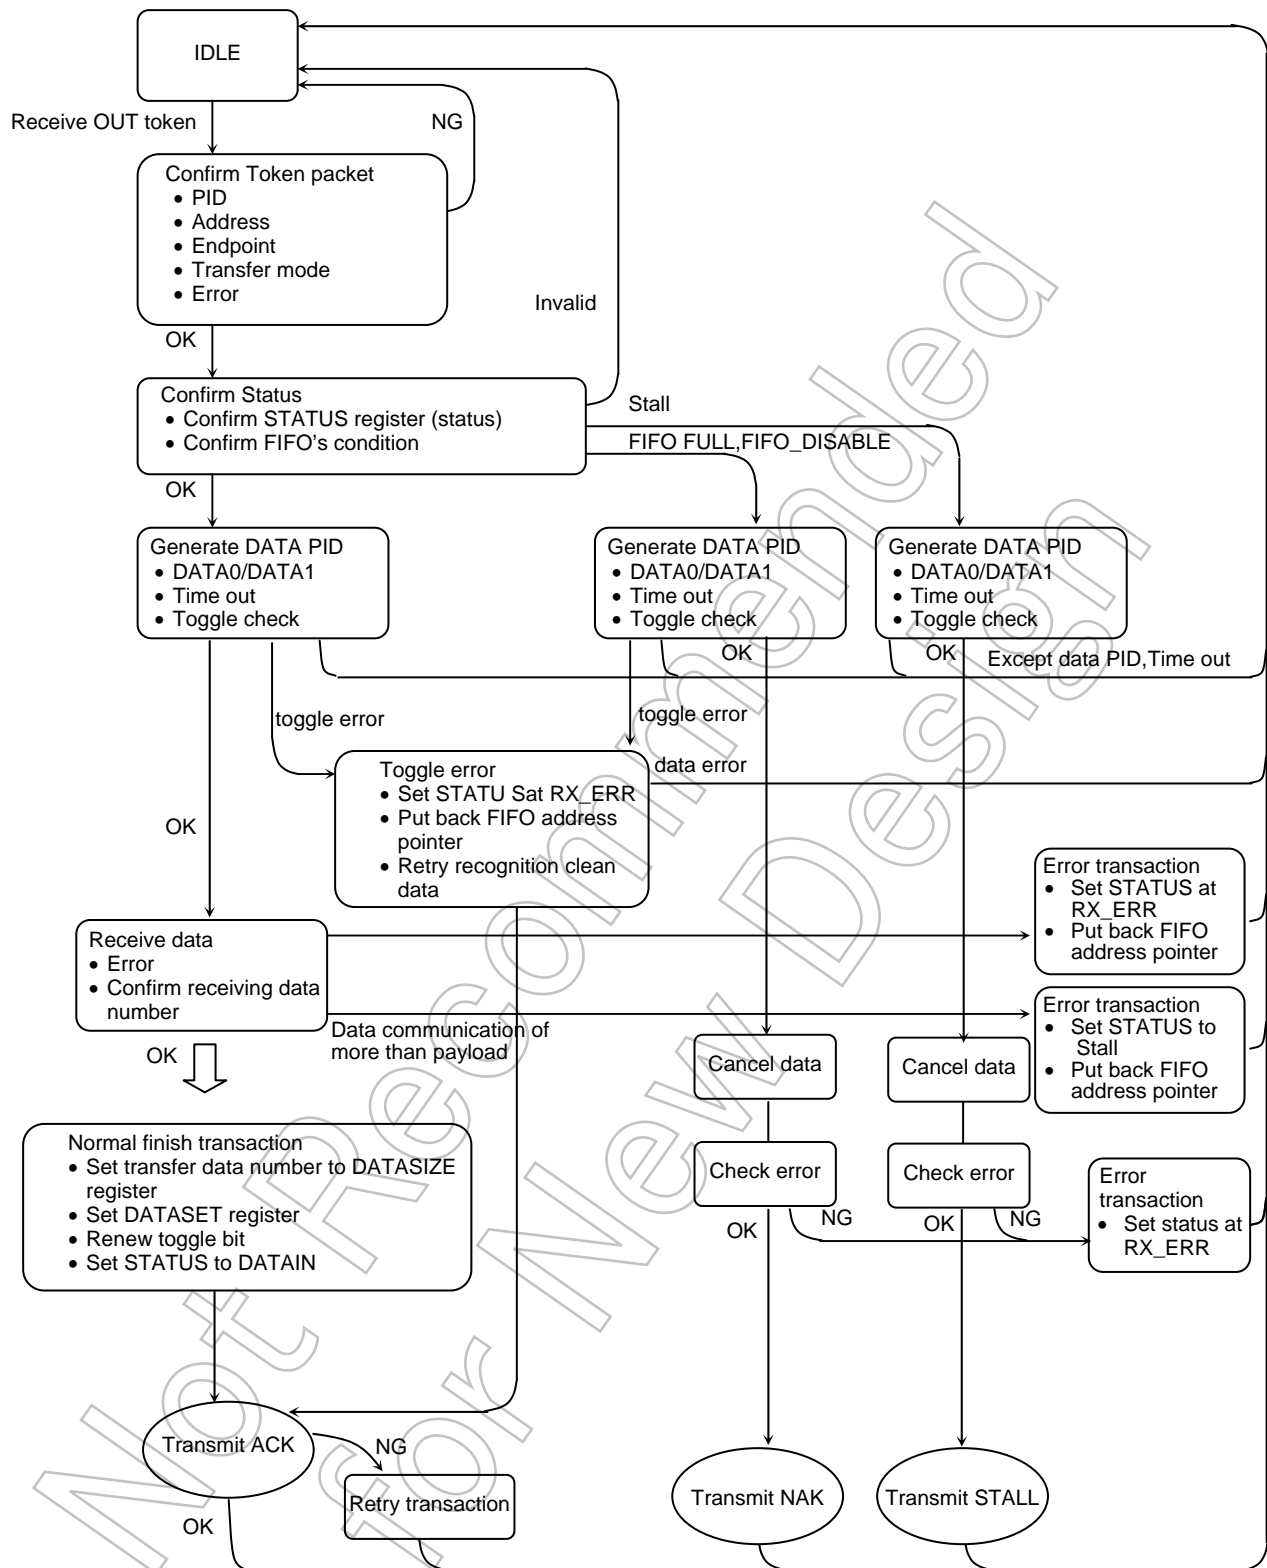 IDLE
Receive OUT token
NG
Confirm Token packet
• PID
• Address
• Endpoint
• Transfer mode
• Error
Invalid
OK
Confirm Status
• Confirm STATUS register (status)
• Confirm FIFO's condition
Stall
FIFO FULL,FIFO_DISABLE
OK
Generate DATA PID
• DATA0/DATA1
• Time out
• Toggle check
Generate DATA PID
• DATA0/DATA1
• Time out
• Toggle check
Generate DATA PID
• DATA0/DATA1
• Time out
• Toggle check
OK
OK
Except data PID,Time out
toggle error
toggle error
data error
Toggle error
• Set STATU Sat RX_ERR
• Put back FIFO address
pointer
• Retry recognition clean
data
OK
Receive data
• Error
• Confirm receiving data
number
Error transaction
• Set STATUS at
RX_ERR
• Put back FIFO
address pointer
Error transaction
• Set STATUS to
Stall
• Put back FIFO
address pointer
Data communication of
more than payload
OK
Cancel data
Cancel data
Normal finish transaction
• Set transfer data number to DATASIZE
register
• Set DATASET register
• Renew toggle bit
• Set STATUS to DATAIN
Check error
Check error
Error
transaction
• Set status at
RX_ERR
OK
NG
OK
NG
Transmit ACK
NG
Retry transaction
OK
Transmit NAK
Transmit STALL
Not Recommended
for New Design